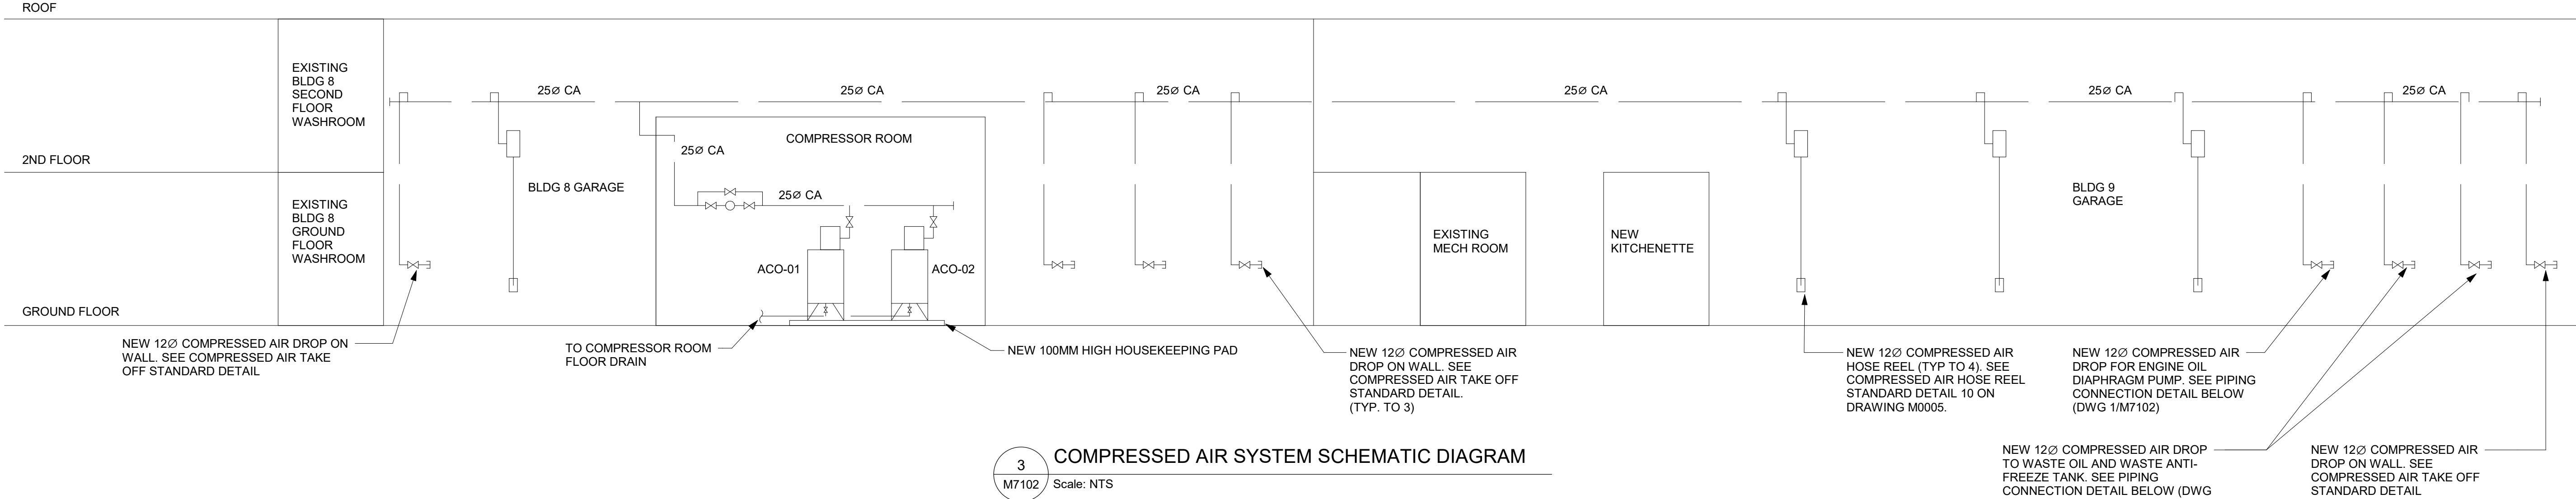 ROOF
EXISTING
BLDG 8
SECOND
FLOOR
WASHROOM
25Ø CA
25Ø CA
25Ø CA
25Ø CA
25Ø CA
25Ø CA
COMPRESSOR ROOM
25Ø CA
2ND FLOOR
BLDG 8 GARAGE
25Ø CA
BLDG 9
GARAGE
EXISTING
BLDG 8
GROUND
FLOOR
WASHROOM
EXISTING
MECH ROOM
NEW
KITCHENETTE
ACO-01
ACO-02
GROUND FLOOR
NEW 12Ø COMPRESSED AIR DROP ON
WALL. SEE COMPRESSED AIR TAKE
OFF STANDARD DETAIL
TO COMPRESSOR ROOM
FLOOR DRAIN
NEW 100MM HIGH HOUSEKEEPING PAD
NEW 12Ø COMPRESSED AIR
DROP ON WALL. SEE
COMPRESSED AIR TAKE OFF
STANDARD DETAIL.
(TYP. TO 3)
NEW 12Ø COMPRESSED AIR
HOSE REEL (TYP TO 4). SEE
COMPRESSED AIR HOSE REEL
STANDARD DETAIL 10 ON
DRAWING M0005.
NEW 12Ø COMPRESSED AIR
DROP FOR ENGINE OIL
DIAPHRAGM PUMP. SEE PIPING
CONNECTION DETAIL BELOW
(DWG 1/M7102)
NEW 12Ø COMPRESSED AIR DROP
TO WASTE OIL AND WASTE ANTI-
FREEZE TANK. SEE PIPING
CONNECTION DETAIL BELOW (DWG
NEW 12Ø COMPRESSED AIR
DROP ON WALL. SEE
COMPRESSED AIR TAKE OFF
STANDARD DETAIL
3
M7102
COMPRESSED AIR SYSTEM SCHEMATIC DIAGRAM
Scale: NTS